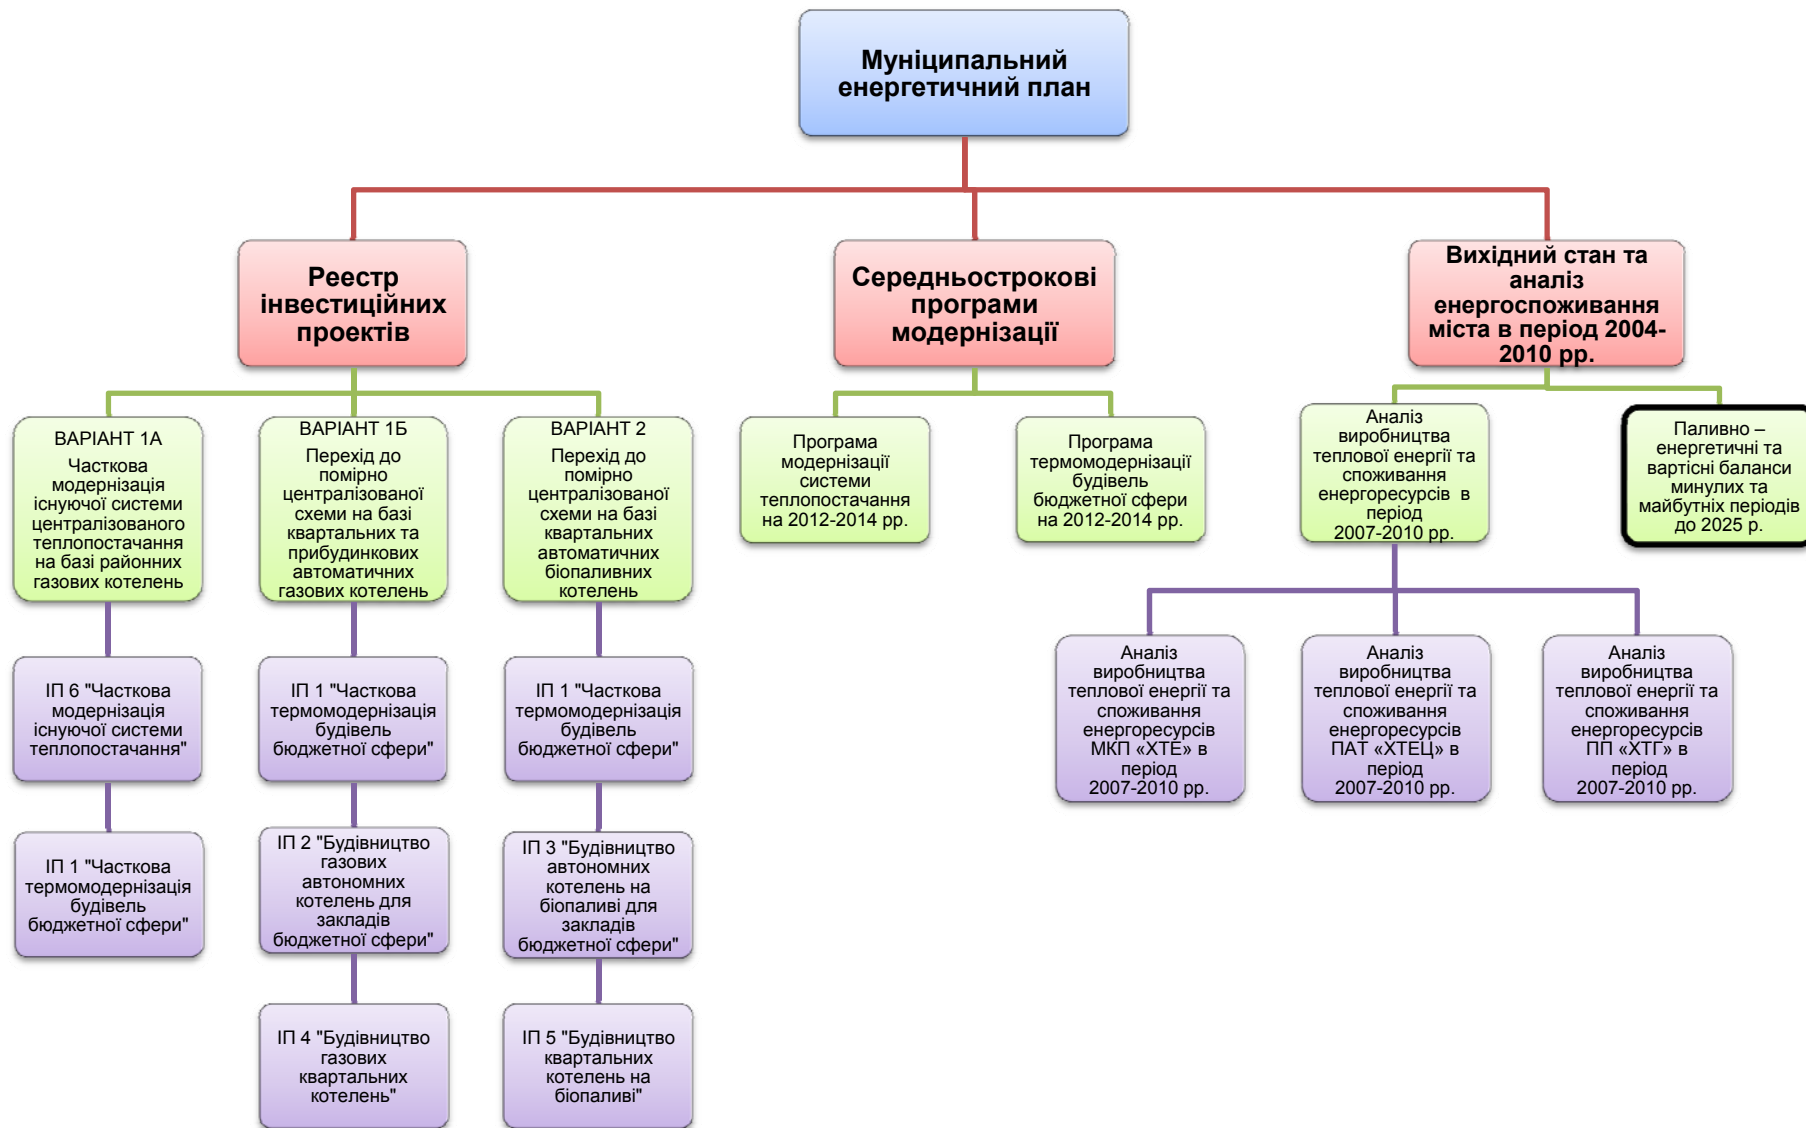 Муніципальний
енергетичний план
Реестр
інвестиційних
проектів
Середньострокові
програми
модернізації
Вихідний стан та
аналіз
енергоспоживання
міста в період 2004-
2010 рр.
ВАРІАНТ 1А
Часткова
модернізація
існуючої системи
централізованого
теплопостачання
на базі районних
газових котелень
ВАРІАНТ 1Б
Перехід до
помірно
централізованої
схеми на базі
квартальних та
прибудинкових
автоматичних
газових котелень
ВАРІАНТ 2
Перехід до
помірно
централізованої
схеми на базі
квартальних
автоматичних
біопаливних
котелень
Програма
модернізації
системи
теплопостачання
на 2012-2014 рр.
Програма
термомодернізації
будівель
бюджетної сфери
на 2012-2014 рр.
Аналіз
виробництва
теплової енергії та
споживання
енергоресурсів в
період
2007-2010 рр.
Паливно –
енергетичні та
вартісні баланси
минулих та
майбутніх періодів
до 2025 р.
ІП 6 "Часткова
модернізація
існуючої системи
теплопостачання"
ІП 1 "Часткова
термомодернізація
будівель
бюджетної сфери"
ІП 1 "Часткова
термомодернізація
будівель
бюджетної сфери"
Аналіз
виробництва
теплової енергії та
споживання
енергоресурсів
МКП «ХТЕ» в
період
2007-2010 рр.
Аналіз
виробництва
теплової енергії та
споживання
енергоресурсів
ПАТ «ХТЕЦ» в
період
2007-2010 рр.
Аналіз
виробництва
теплової енергії та
споживання
енергоресурсів
ПП «ХТГ» в
період
2007-2010 рр.
ІП 1 "Часткова
термомодернізація
будівель
бюджетної сфери"
ІП 2 "Будівництво
газових
автономних
котелень для
закладів
бюджетної сфери"
ІП 3 "Будівництво
автономних
котелень на
біопаливі для
закладів
бюджетної сфери"
ІП 4 "Будівництво
газових
квартальних
котелень"
ІП 5 "Будівництво
квартальних
котелень на
біопаливі"